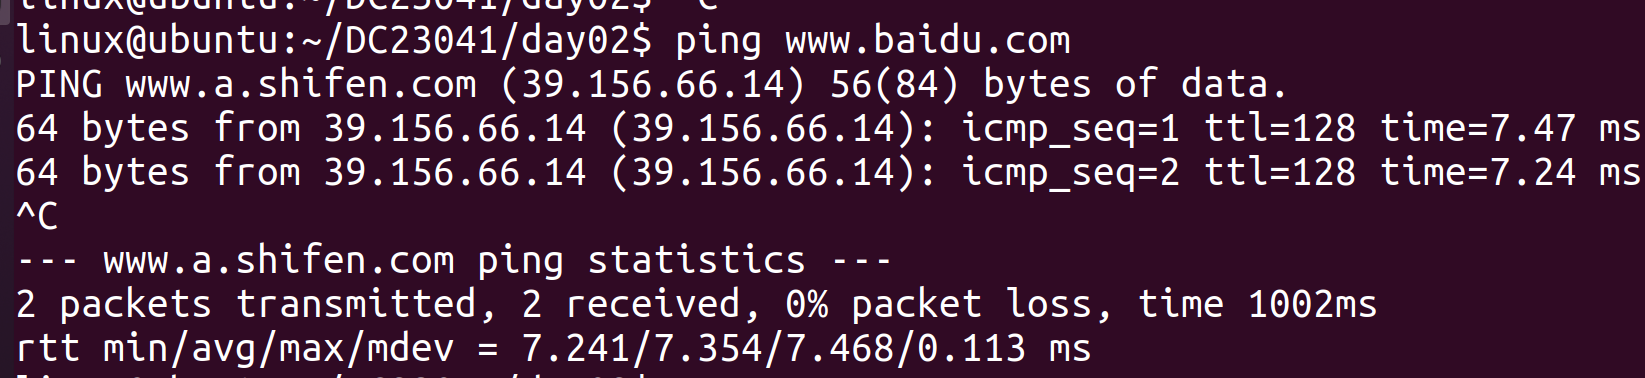 linux@ubuntu:~/DC23041/day02$ ^C
linux@ubuntu:~/DC23041/day02$ ping www.baidu.com
PING www.a.shifen.com (39.156.66.14) 56(84) bytes of data.
64 bytes from 39.156.66.14 (39.156.66.14): icmp_seq=1 ttl=128 time=7.47 ms
64 bytes from 39.156.66.14 (39.156.66.14): icmp_seq=2 ttl=128 time=7.24 ms
^C
--- www.a.shifen.com ping statistics ---
2 packets transmitted, 2 received, 0% packet loss, time 1002ms
rtt min/avg/max/mdev = 7.241/7.354/7.468/0.113 ms